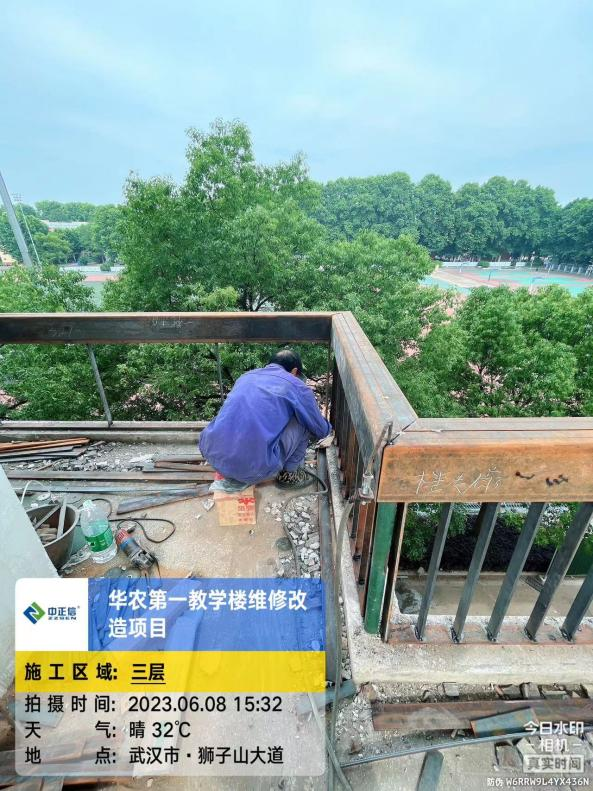 中正信
ZZSEN
华农第一教学楼维修改
造项目
施工区域: 三层
拍摄时间: 2023.06.08 15:32
天气: 晴 32℃
地点: 武汉市·狮子山大道
今日水印
相机
真实时间
防伪 W6RRW9L4YX436N